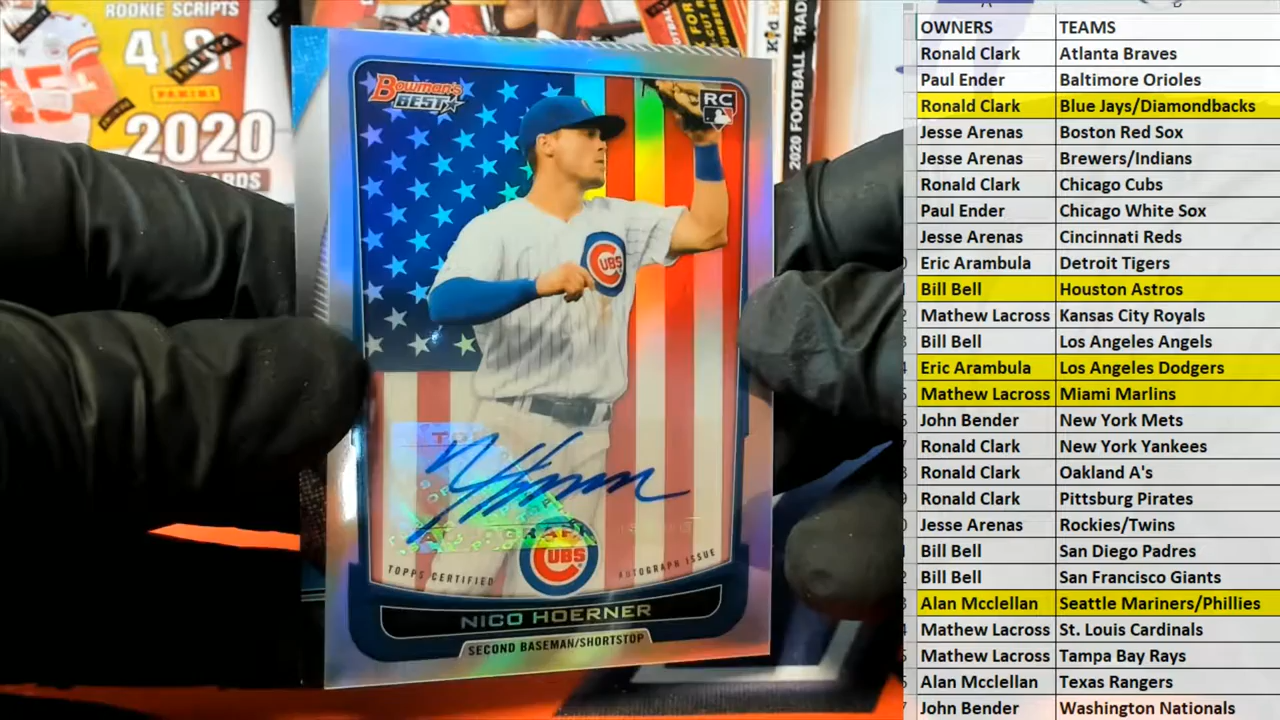 ROOKIE SCRIPTS
PANINI
2020
2020 FOOTBALL
Bowman's
BEST
RC
CUBS
TOPPS CERTIFIED
AUTOGRAPH ISSUE
CUBS
NICO HOERNER
SECOND BASEMAN/SHORTSTOP
OWNERS TEAMS
Ronald Clark Atlanta Braves
Paul Ender Baltimore Orioles
Ronald Clark Blue Jays/Diamondbacks
Jesse Arenas Boston Red Sox
Jesse Arenas Brewers/Indians
Ronald Clark Chicago Cubs
Paul Ender Chicago White Sox
Jesse Arenas Cincinnati Reds
Eric Arambula Detroit Tigers
Bill Bell Houston Astros
Mathew Lacross Kansas City Royals
Bill Bell Los Angeles Angels
Eric Arambula Los Angeles Dodgers
Mathew Lacross Miami Marlins
John Bender New York Mets
Ronald Clark New York Yankees
Ronald Clark Oakland A's
Ronald Clark Pittsburg Pirates
Jesse Arenas Rockies/Twins
Bill Bell San Diego Padres
Bill Bell San Francisco Giants
Alan Mcclellan Seattle Mariners/Phillies
Mathew Lacross St. Louis Cardinals
Mathew Lacross Tampa Bay Rays
Alan Mcclellan Texas Rangers
John Bender Washington Nationals